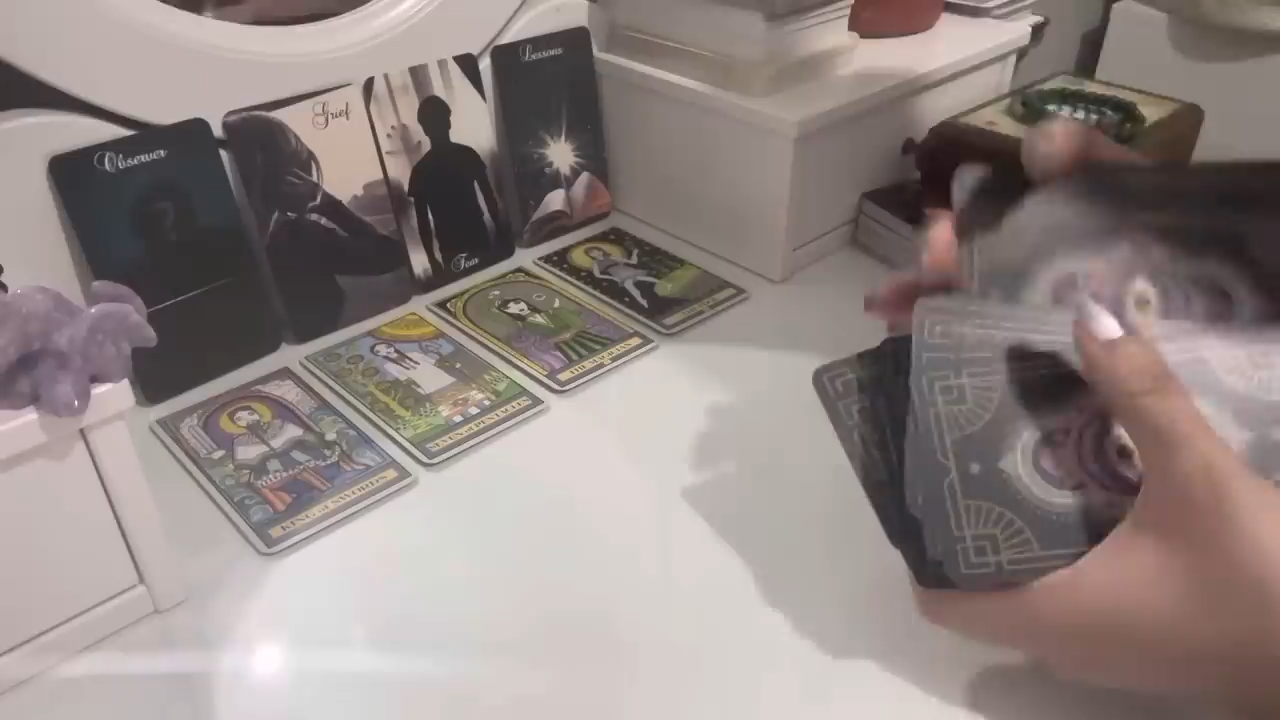 Observer
Grief
Fear
Lessons
KING of SWORDS
SEVEN of PENTACLES
THE MAGICIAN